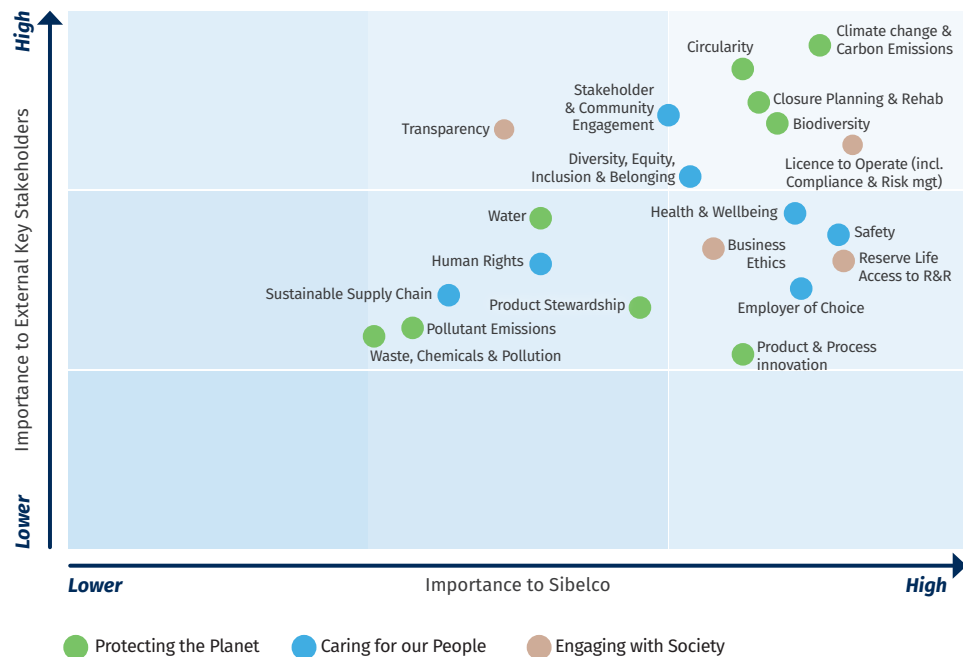 High
Importance to External Key Stakeholders
Lower
Climate change &
Carbon Emissions
Circularity
Stakeholder
& Community
Engagement
Closure Planning & Rehab
Biodiversity
Transparency
Licence to Operate (incl.
Compliance & Risk mgt)
Diversity, Equity,
Inclusion & Belonging
Water
Health & Wellbeing
Safety
Business
Ethics
Reserve Life
Access to R&R
Human Rights
Sustainable Supply Chain
Product Stewardship
Employer of Choice
Pollutant Emissions
Waste, Chemicals & Pollution
Product & Process
innovation
Lower
Importance to Sibelco
High
Protecting the Planet
Caring for our People
Engaging with Society